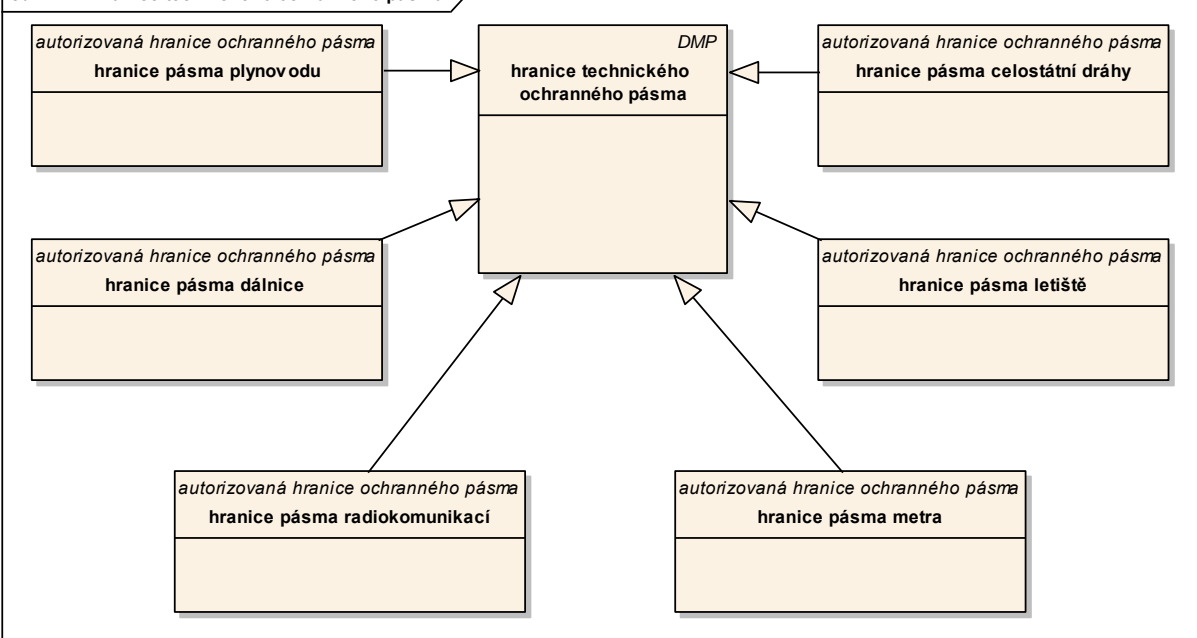 autorizovaná hranice ochranného pásma
hranice pásma plynovodu
DMP
hranice technického
ochranného pásma
autorizovaná hranice ochranného pásma
hranice pásma celostátní dráhy
autorizovaná hranice ochranného pásma
hranice pásma dálnice
autorizovaná hranice ochranného pásma
hranice pásma letiště
autorizovaná hranice ochranného pásma
hranice pásma radiokomunikací
autorizovaná hranice ochranného pásma
hranice pásma metra